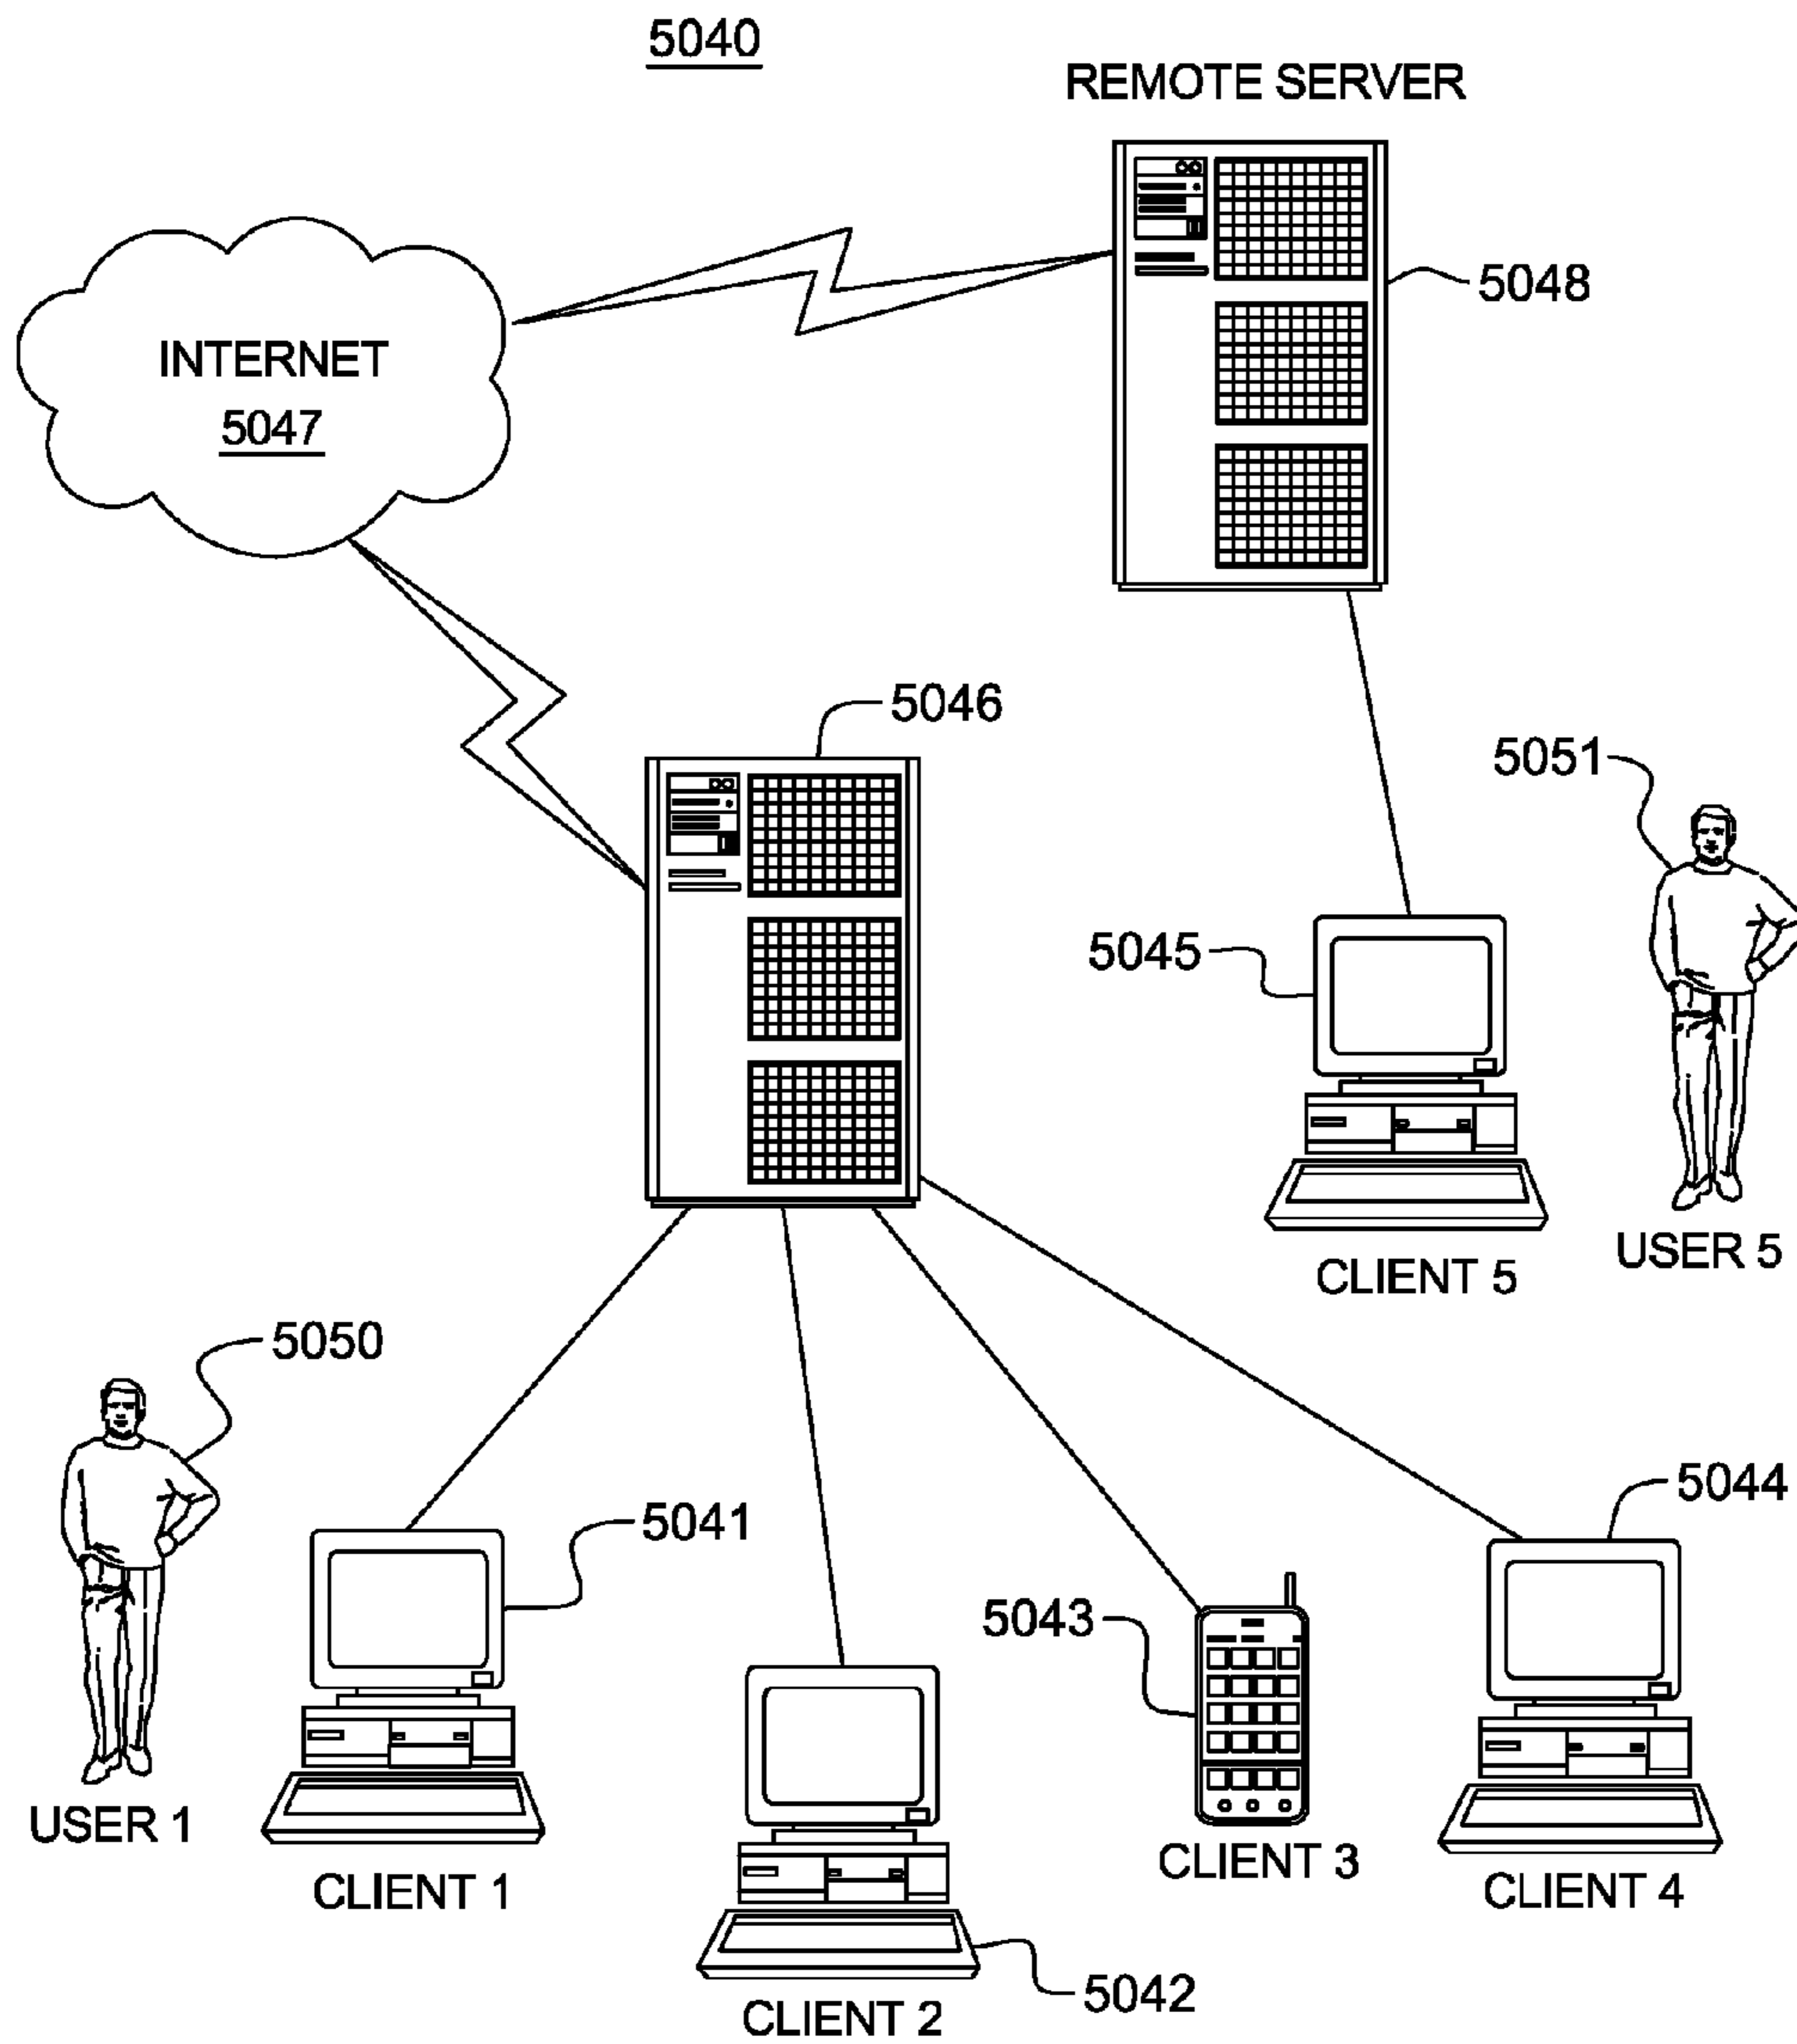 5040
REMOTE SERVER
5048
INTERNET
5047
5046
5051
5045
USER 5
CLIENT 5
5050
5044
5041
5043
USER 1
CLIENT 3
CLIENT 1
CLIENT 4
5042
CLIENT 2